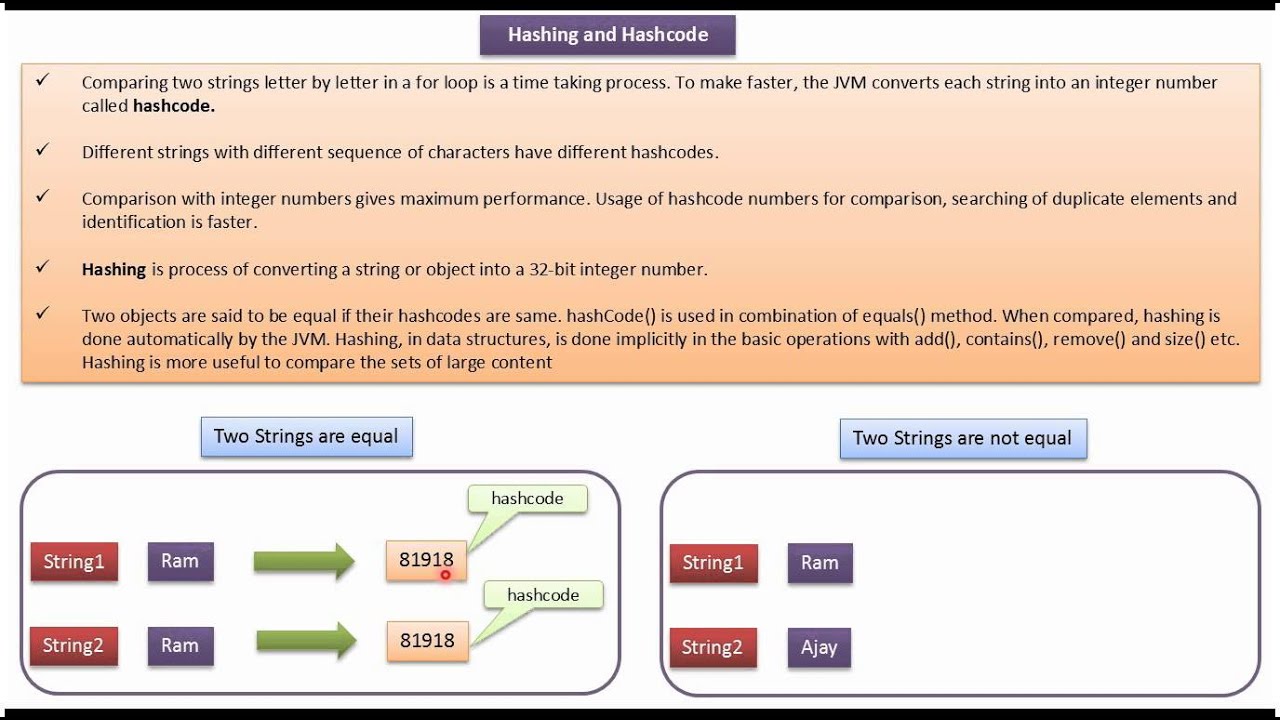 Hashing and Hashcode
✓ Comparing two strings letter by letter in a for loop is a time taking process. To make faster, the JVM converts each string into an integer number
called hashcode.
✓ Different strings with different sequence of characters have different hashcodes.
✓ Comparison with integer numbers gives maximum performance. Usage of hashcode numbers for comparison, searching of duplicate elements and
identification is faster.
✓ Hashing is process of converting a string or object into a 32-bit integer number.
✓ Two objects are said to be equal if their hashcodes are same. hashCode() is used in combination of equals() method. When compared, hashing is
done automatically by the JVM. Hashing, in data structures, is done implicitly in the basic operations with add(), contains(), remove() and size() etc.
Hashing is more useful to compare the sets of large content
Two Strings are equal
hashcode
String1 Ram 81918
hashcode
String2 Ram 81918
Two Strings are not equal
String1 Ram
String2 Ajay